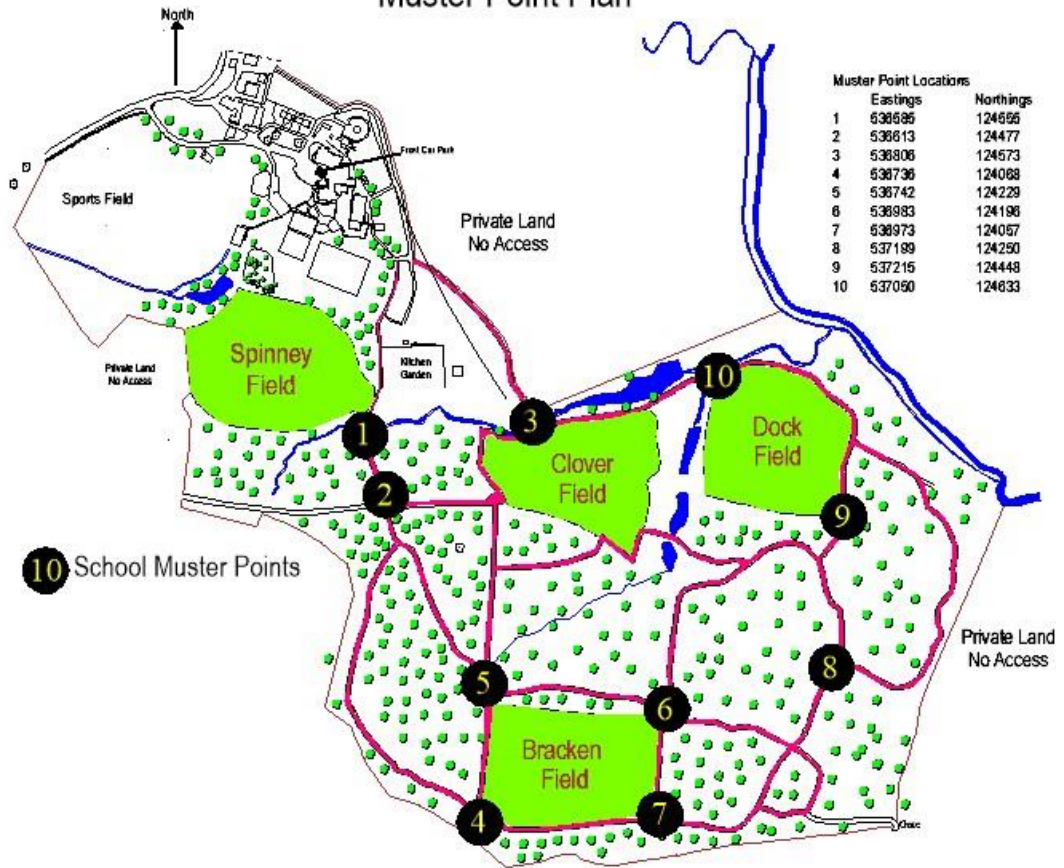 Muster Point Plan
North
Muster Point Locations
Eastings Northings
1 536585 124555
2 536613 124477
3 536806 124573
4 536736 124068
5 536742 124229
6 536983 124196
7 536973 124057
8 537199 124250
9 537215 124448
10 537050 124633
Front Car Park
Sports Field
Private Land
No Access
Spinney
Field
Private Land
No Access
Kitchen
Garden
10
3
1
Dock
Field
Clover
Field
2
9
10 School Muster Points
Private Land
No Access
8
5
6
Bracken
Field
4
7